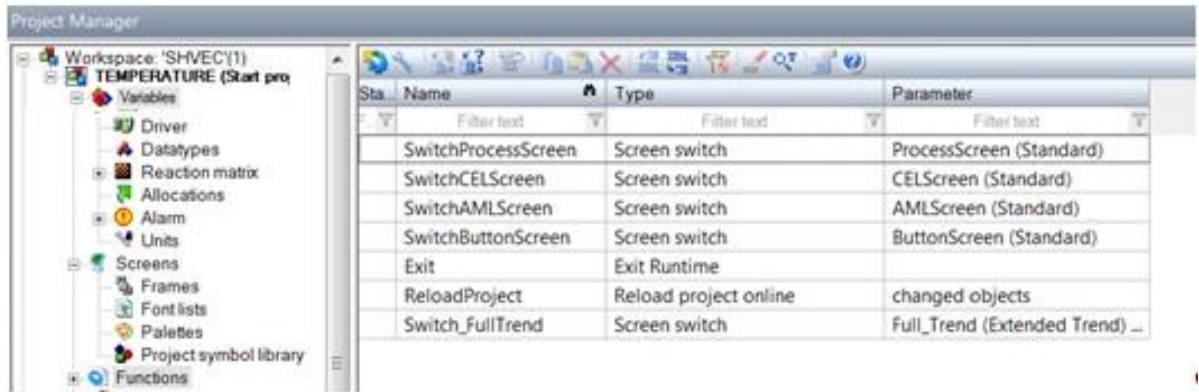 Project Manager
Workspace: 'SHVEC'(1)
TEMPERATURE (Start proj
Variables
Driver
Datatypes
Reaction matrix
Allocations
Alarm
Units
Screens
Frames
Font lists
Palettes
Project symbol library
Functions
Sta... Name Type Parameter
F... Filter text Filter text Filter text
SwitchProcessScreen Screen switch ProcessScreen (Standard)
SwitchCELScreen Screen switch CELScreen (Standard)
SwitchAMLScreen Screen switch AMLScreen (Standard)
SwitchButtonScreen Screen switch ButtonScreen (Standard)
Exit Exit Runtime
ReloadProject Reload project online changed objects
Switch_FullTrend Screen switch Full_Trend (Extended Trend) ...